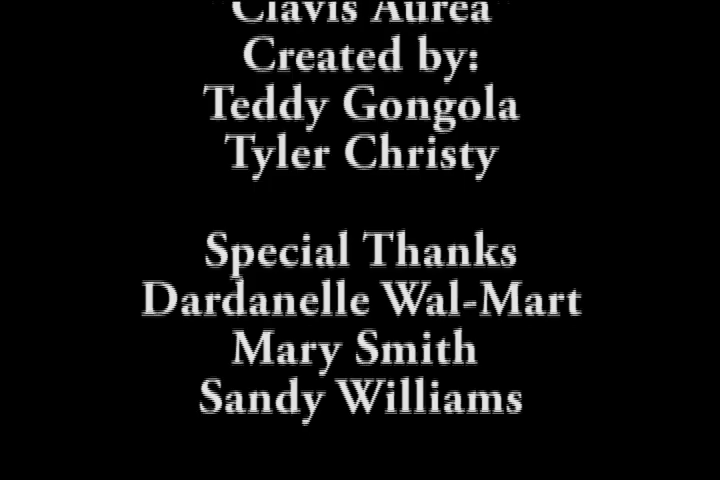 Clavis Aurea
Created by:
Teddy Gongola
Tyler Christy
Special Thanks
Dardanelle Wal-Mart
Mary Smith
Sandy Williams